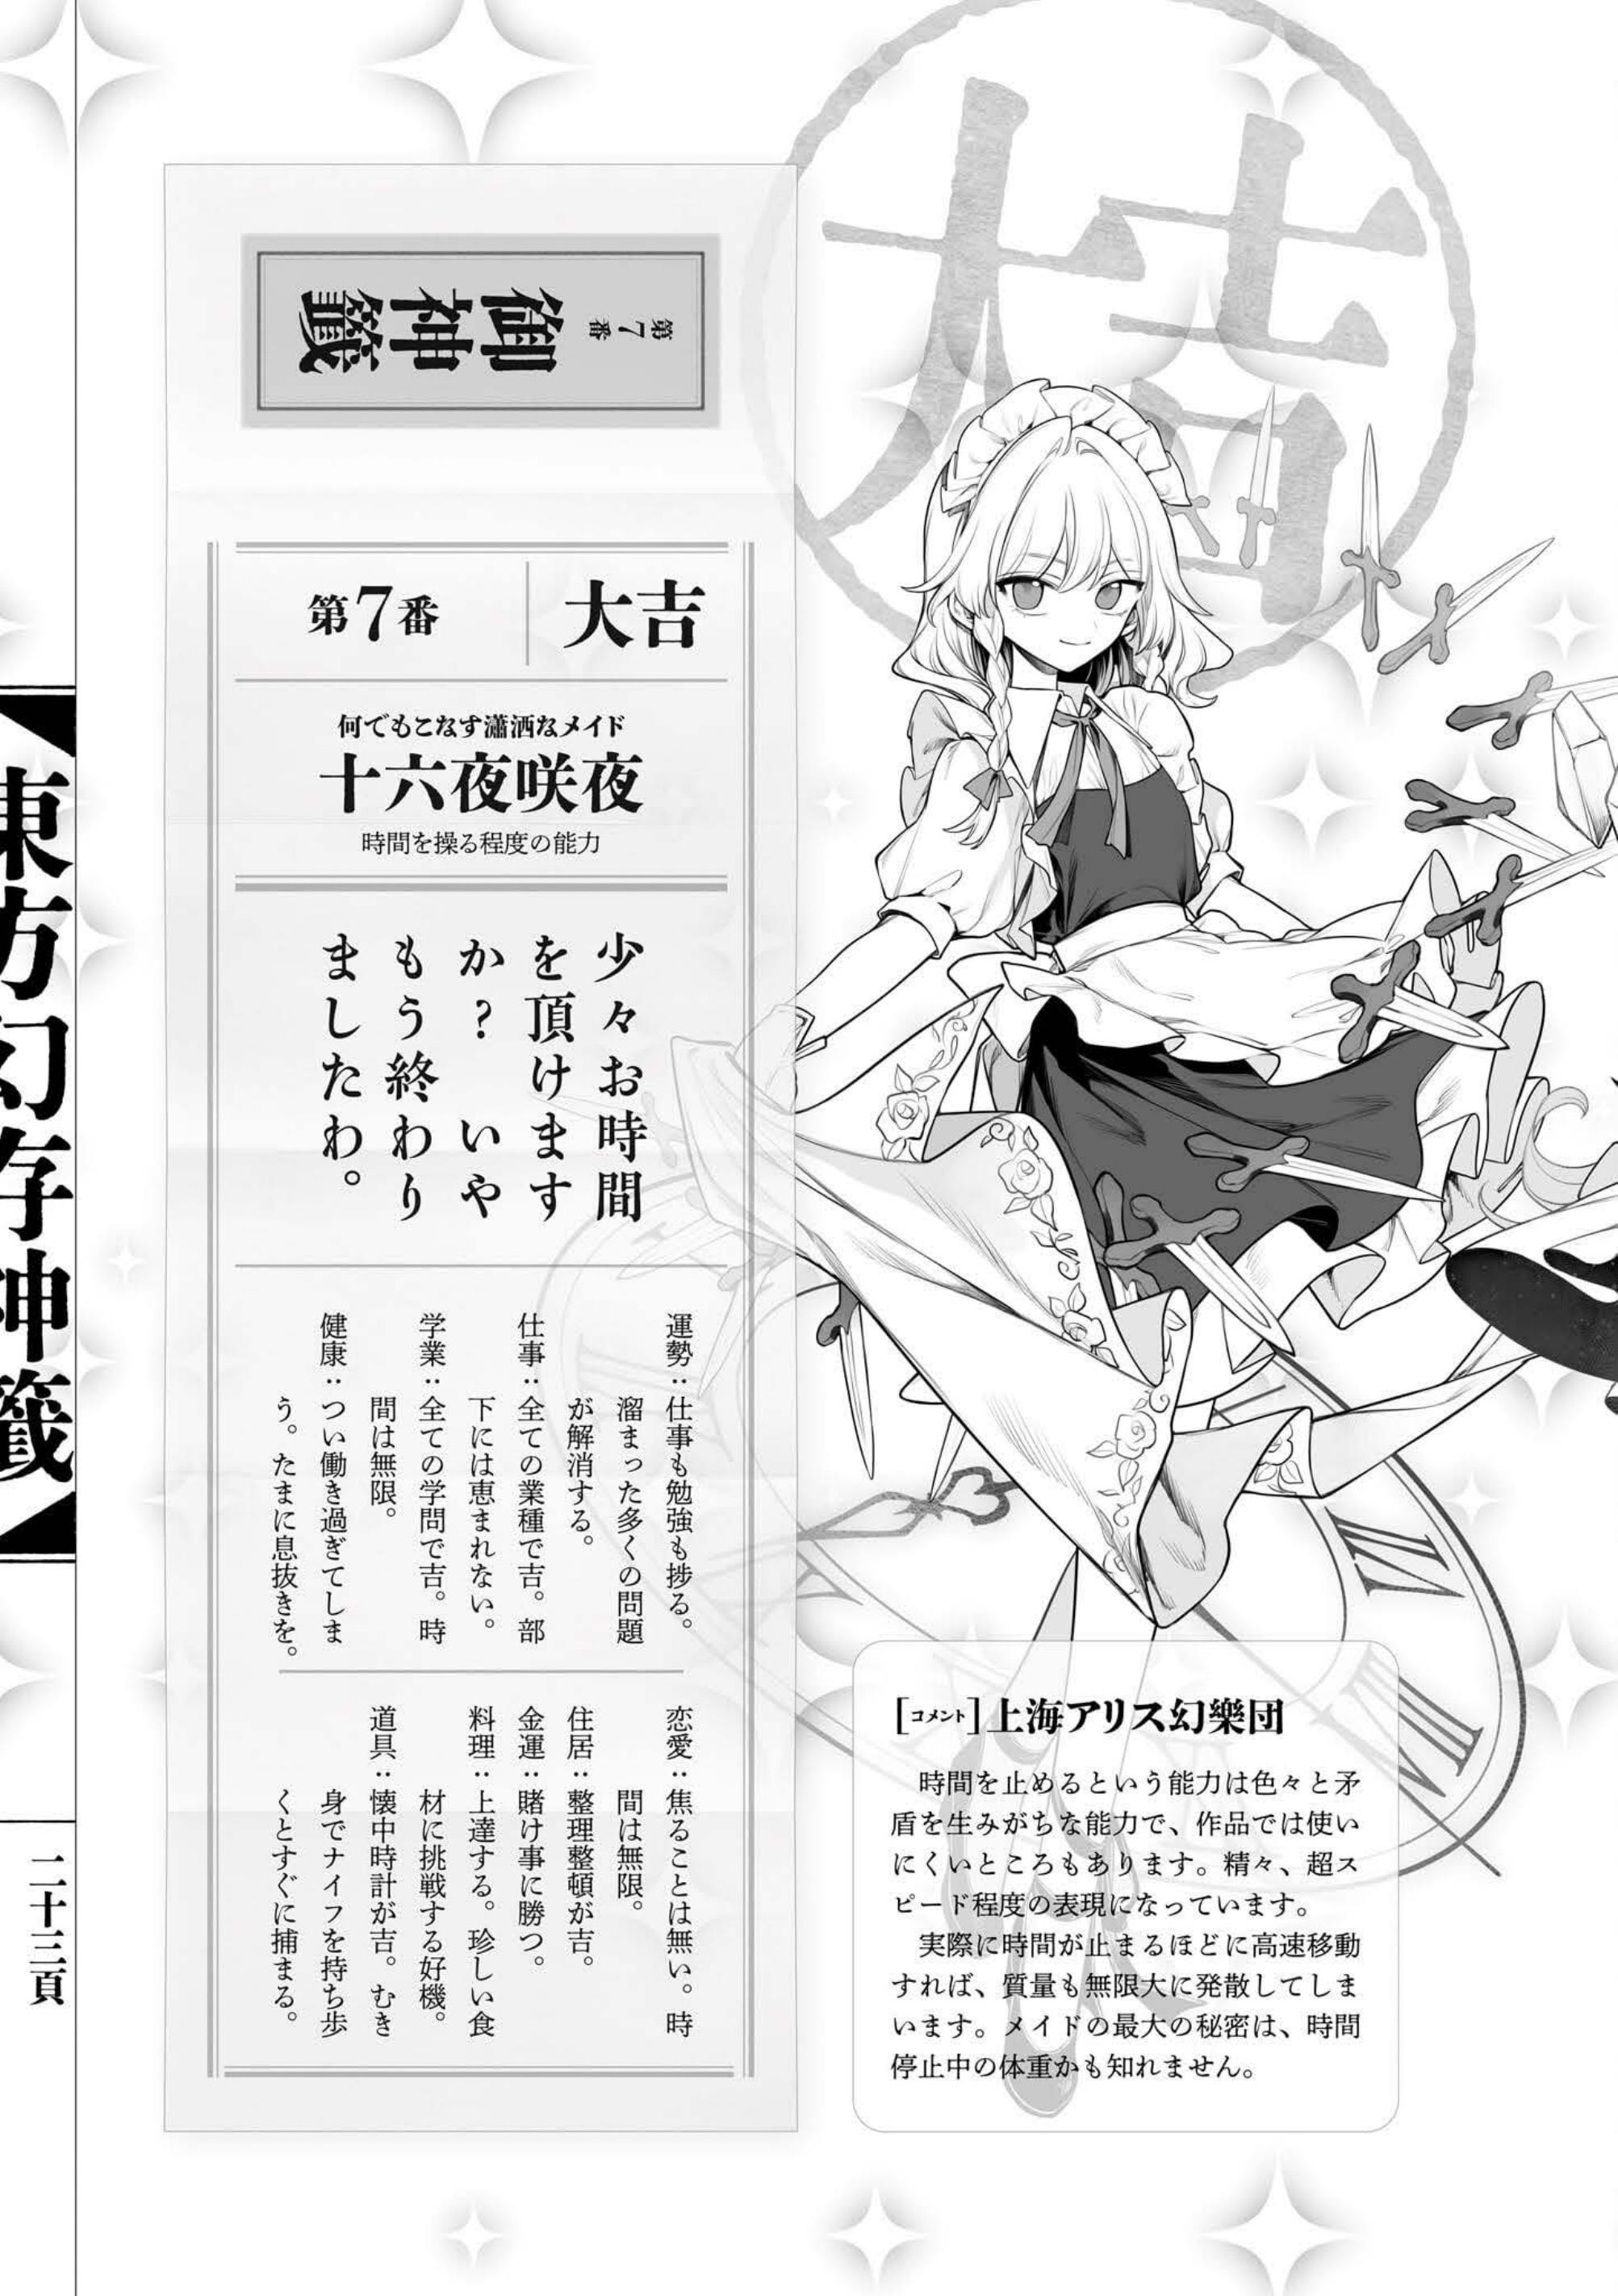 大吉
御神籤
第7番
大吉
第7番
何でもこなす瀟洒なメイド
十六夜咲夜
時間を操る程度の能力
少々お時間
を頂けます
か？　いや
もう終わり
ましたわ。
運勢：仕事も勉強も捗る。
溜まった多くの問題
が解消する。
仕事：全ての業種で吉。部
下には恵まれない。
学業：全ての学問で吉。時
間は無限。
健康：つい働き過ぎてしま
う。たまに息抜きを。
恋愛：焦ることは無い。時
間は無限。
住居：整理整頓が吉。
金運：賭け事に勝つ。
料理：上達する。珍しい食
材に挑戦する好機。
道具：懐中時計が吉。むき
身でナイフを持ち歩
くとすぐに捕まる。
［コメント］上海アリス幻樂団
時間を止めるという能力は色々と矛
盾を生みがちな能力で、作品では使い
にくいところもあります。精々、超ス
ピード程度の表現になっています。
実際に時間が止まるほどに高速移動
すれば、質量も無限大に発散してしま
います。メイドの最大の秘密は、時間
停止中の体重かも知れません。
VII
VIII
東方幻存神籤
二十三頁